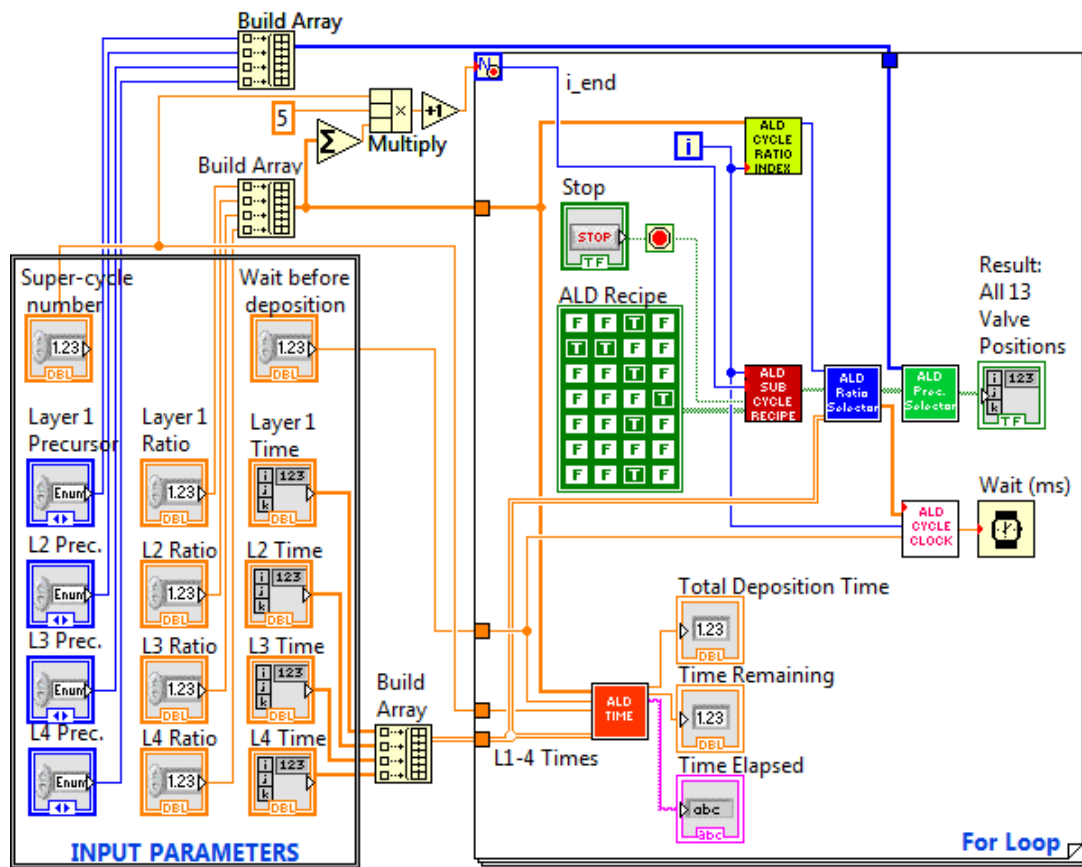 Build Array
N
i_end
5
Σ
x
+1
Multiply
i
ALD
CYCLE
RATIO
INDEX
Build Array
Stop
STOP
TF
Super-cycle
number
1.23
DBL
Wait before
deposition
1.23
DBL
ALD Recipe
F F T F
T T F F
F F F F
F F F T
F F T F
F F F F
F F T F
ALD
SUB
CYCLE
RECIPE
ALD
Ratio
Selector
ALD
Prec.
Selector
Result:
All 13
Valve
Positions
i 123
j
k
TF
Layer 1
Precursor
Enum
Layer 1
Ratio
1.23
DBL
Layer 1
Time
i 123
j
k
DBL
ALD
CYCLE
CLOCK
Wait (ms)
L2 Prec.
Enum
L2 Ratio
1.23
DBL
L2 Time
i 123
j
k
DBL
Total Deposition Time
1.23
DBL
L3 Prec.
Enum
L3 Ratio
1.23
DBL
L3 Time
i 123
j
k
DBL
Build
Array
ALD
TIME
Time Remaining
1.23
DBL
L4 Prec.
Enum
L4 Ratio
1.23
DBL
L4 Time
i 123
j
k
DBL
L1-4 Times
Time Elapsed
abc
abc
INPUT PARAMETERS
For Loop